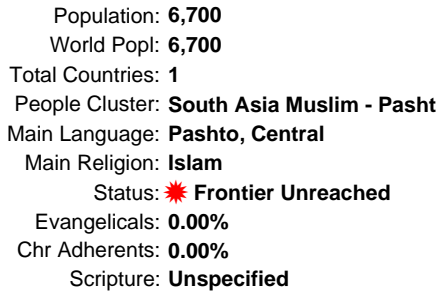 Population: 6,700
World Popl: 6,700
Total Countries: 1
People Cluster: South Asia Muslim - Pasht
Main Language: Pashto, Central
Main Religion: Islam
Status: Frontier Unreached
Evangelicals: 0.00%
Chr Adherents: 0.00%
Scripture: Unspecified